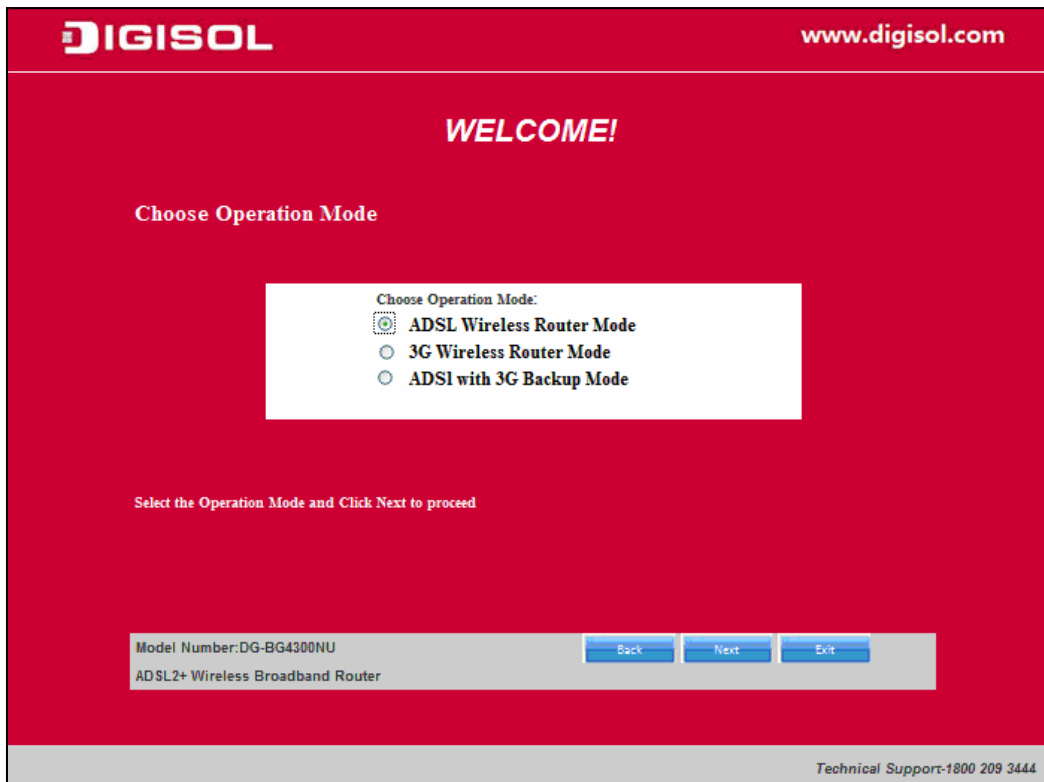 DIGISOL
www.digisol.com
WELCOME!
Choose Operation Mode
Choose Operation Mode:
ADSL Wireless Router Mode
3G Wireless Router Mode
ADSl with 3G Backup Mode
Select the Operation Mode and Click Next to proceed
Model Number:DG-BG4300NU
Back Next Exit
ADSL2+ Wireless Broadband Router
Technical Support-1800 209 3444